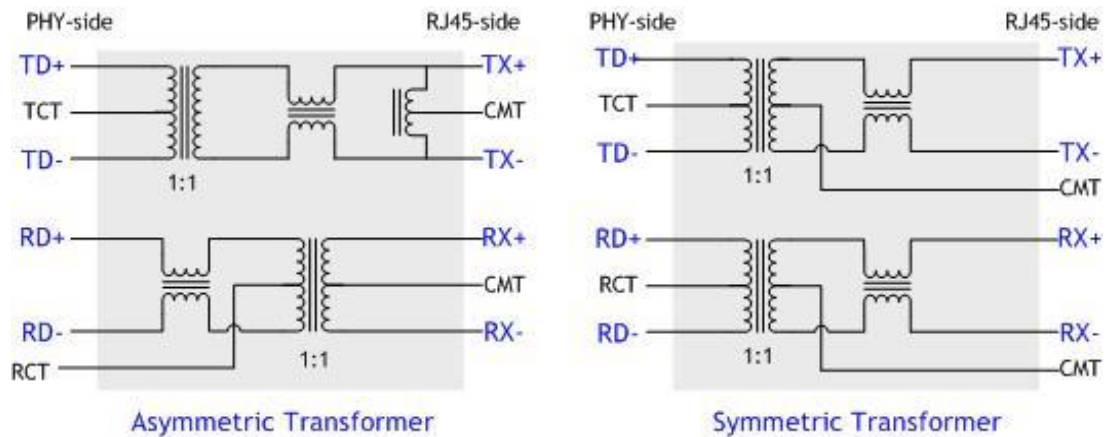 PHY-side
RJ45-side
TD+
TX+
TCT
CMT
TD-
TX-
1:1
RD+
RX+
CMT
RD-
RX-
RCT
1:1
Asymmetric Transformer
PHY-side
RJ45-side
TD+
TX+
TCT
TD-
TX-
1:1
CMT
RD+
RX+
RCT
RD-
RX-
1:1
CMT
Symmetric Transformer